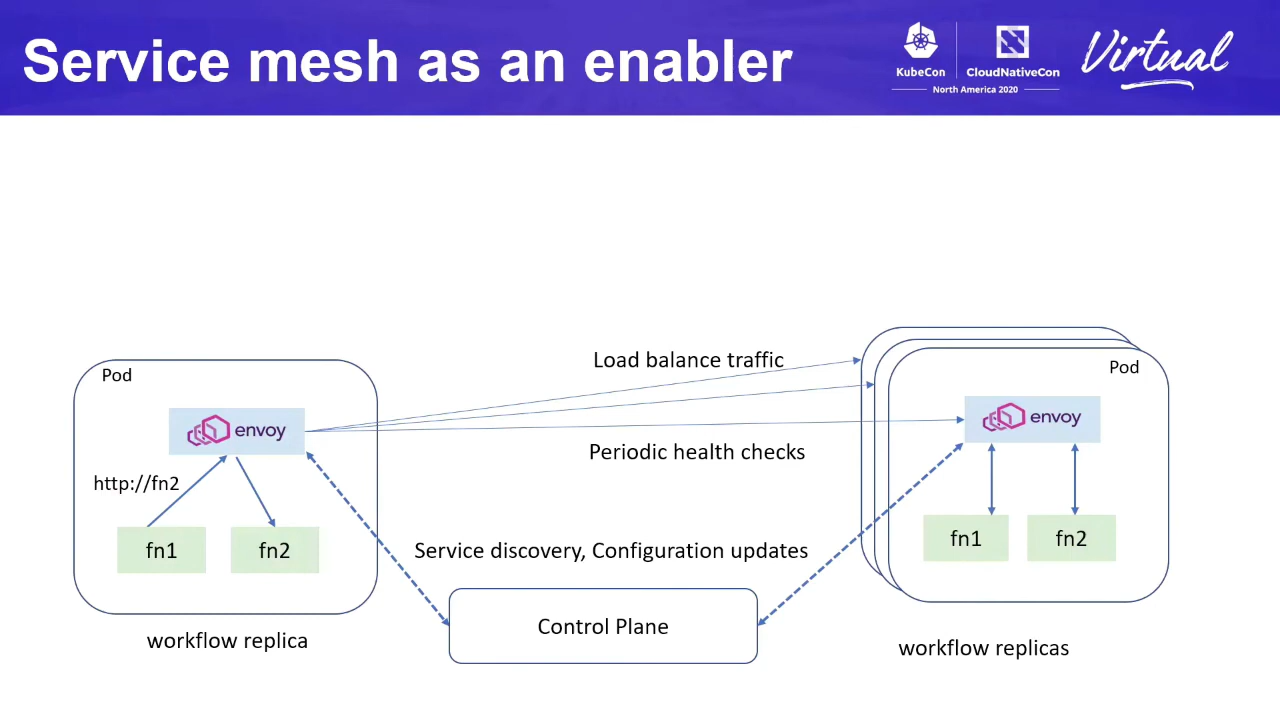 Service mesh as an enabler
KubeCon
CloudNativeCon
North America 2020
Virtual
Load balance traffic
Pod
Pod
envoy
envoy
Periodic health checks
http://fn2
fn1
fn2
fn1
fn2
Service discovery, Configuration updates
Control Plane
workflow replica
workflow replicas